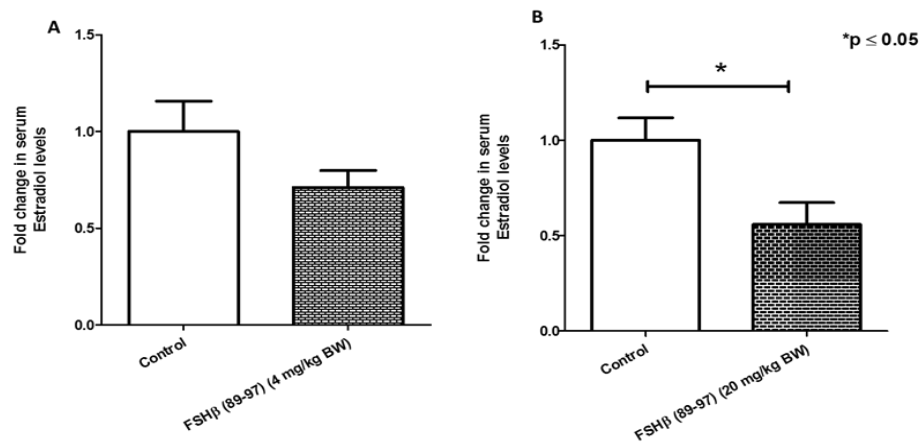 A
Fold change in serum
Estradiol levels
1.5
1.0
0.5
0.0
Control
FSHβ (89-97) (4 mg/kg BW)
B
*p ≤ 0.05
Fold change in serum
Estradiol levels
1.5
1.0
0.5
0.0
*
Control
FSHβ (89-97) (20 mg/kg BW)